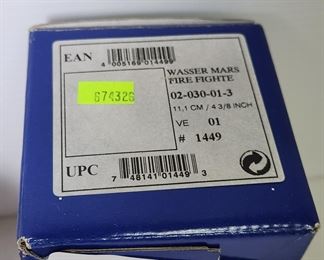 EAN
4 005169 014499
WASSER MARS
FIRE FIGHTE
674326
02-030-01-3
11,1 CM / 4 3/8 INCH
VE 01
# 1449
UPC
7 48141 01449 3